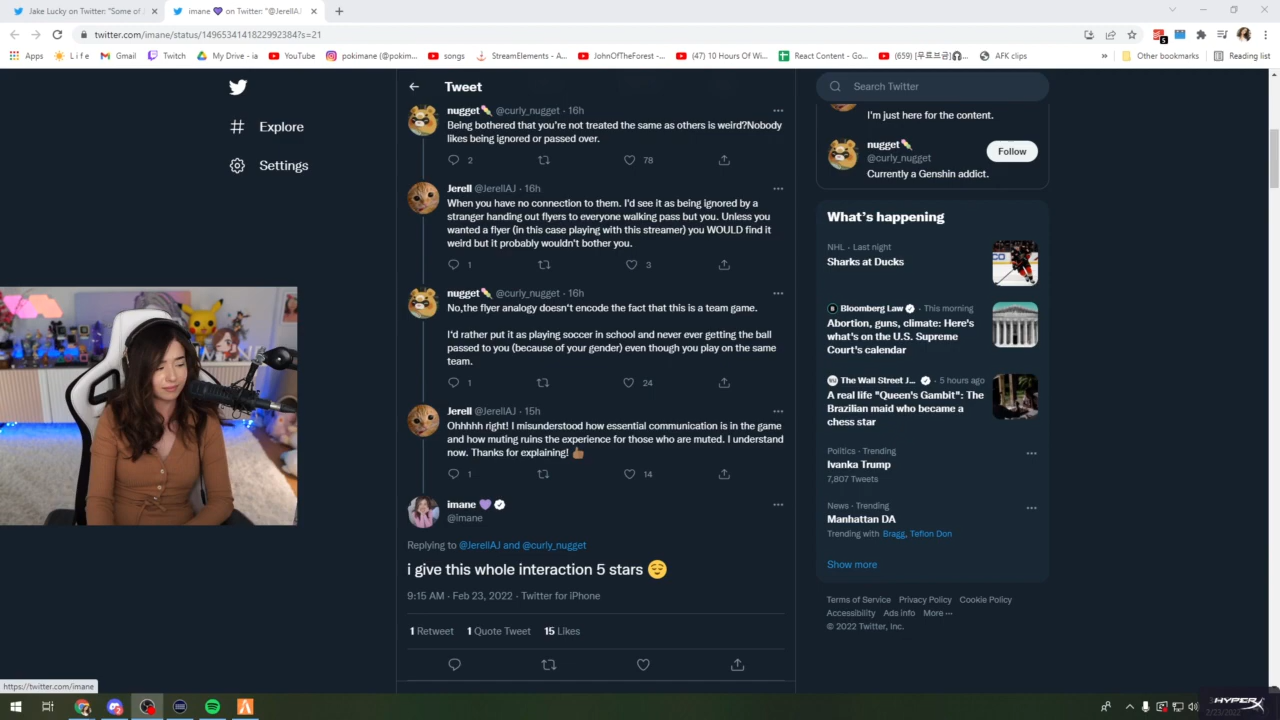 Jake Lucky on Twitter: "Some of
imane 💜 on Twitter: "@JerellAJ
twitter.com/imane/status/1496534141822992384?s=21
Apps
L i f e
Gmail
Twitch
My Drive - ia
YouTube
pokimane (@pokim...
songs
StreamElements - A...
JohnOfTheForest -...
(47) 10 Hours Of Wi...
React Content - Go...
AFK clips
»
Other bookmarks
Reading list
Explore
Settings
Tweet
nugget @curly_nugget · 16h
Being bothered that you're not treated the same as others is weird?Nobody
likes being ignored or passed over.
2
78
Jerell @JerellAJ · 16h
When you have no connection to them. I'd see it as being ignored by a
stranger handing out flyers to everyone walking pass but you. Unless you
wanted a flyer (in this case playing with this streamer) you WOULD find it
weird but it probably wouldn't bother you.
1
3
nugget @curly_nugget · 16h
No,the flyer analogy doesn't encode the fact that this is a team game.
I'd rather put it as playing soccer in school and never ever getting the ball
passed to you (because of your gender) even though you play on the same
team.
1
24
Jerell @JerellAJ · 15h
Ohhhhh right! I misunderstood how essential communication is in the game
and how muting ruins the experience for those who are muted. I understand
now. Thanks for explaining! 👍🏾
1
14
imane 💜
@imane
Replying to @JerellAJ and @curly_nugget
i give this whole interaction 5 stars 😌
9:15 AM · Feb 23, 2022 · Twitter for iPhone
1 Retweet 1 Quote Tweet 15 Likes
Search Twitter
I'm just here for the content.
nugget
@curly_nugget
Follow
Currently a Genshin addict.
What's happening
NHL · Last night
Sharks at Ducks
Bloomberg Law · This morning
Abortion, guns, climate: Here's
what's on the U.S. Supreme
Court's calendar
The Wall Street J... · 5 hours ago
A real life "Queen's Gambit": The
Brazilian maid who became a
chess star
Politics · Trending
Ivanka Trump
7,807 Tweets
News · Trending
Manhattan DA
Trending with Bragg, Teflon Don
Show more
Terms of Service Privacy Policy Cookie Policy
Accessibility Ads info More
© 2022 Twitter, Inc.
https://twitter.com/imane
HYPERX